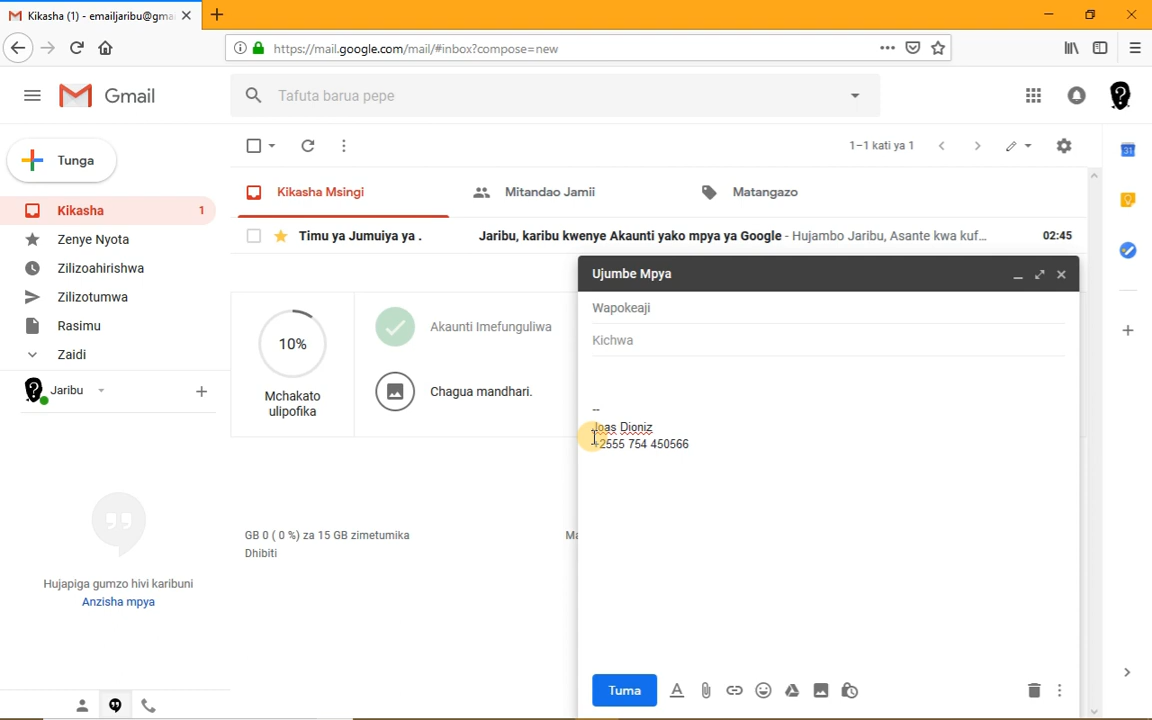 Kikasha (1) - emailjaribu@gma
https://mail.google.com/mail/#inbox?compose=new
Gmail
Tafuta barua pepe
Tunga
1–1 kati ya 1
Kikasha 1
Zenye Nyota
Zilizoahirishwa
Zilizotumwa
Rasimu
Zaidi
Jaribu
Hujapiga gumzo hivi karibuni
Anzisha mpya
Kikasha Msingi
Mitandao Jamii
Matangazo
Timu ya Jumuiya ya . Jaribu, karibu kwenye Akaunti yako mpya ya Google - Hujambo Jaribu, Asante kwa kuf... 02:45
10%
Mchakato
ulipofika
Akaunti Imefunguliwa
Chagua mandhari.
GB 0 ( 0 %) za 15 GB zimetumika
Dhibiti
Ma
Ujumbe Mpya
Wapokeaji
Kichwa
--
Joas Dioniz
+2555 754 450566
Tuma
31